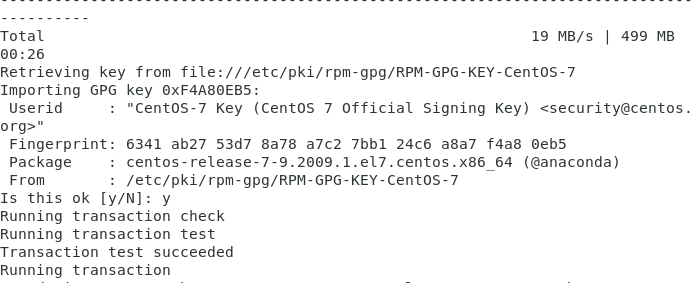 ----------
Total 19 MB/s | 499 MB
00:26
Retrieving key from file:///etc/pki/rpm-gpg/RPM-GPG-KEY-CentOS-7
Importing GPG key 0xF4A80EB5:
Userid     : "CentOS-7 Key (CentOS 7 Official Signing Key) <security@centos.
org>"
Fingerprint: 6341 ab27 53d7 8a78 a7c2 7bb1 24c6 a8a7 f4a8 0eb5
Package    : centos-release-7-9.2009.1.el7.centos.x86_64 (@anaconda)
From       : /etc/pki/rpm-gpg/RPM-GPG-KEY-CentOS-7
Is this ok [y/N]: y
Running transaction check
Running transaction test
Transaction test succeeded
Running transaction